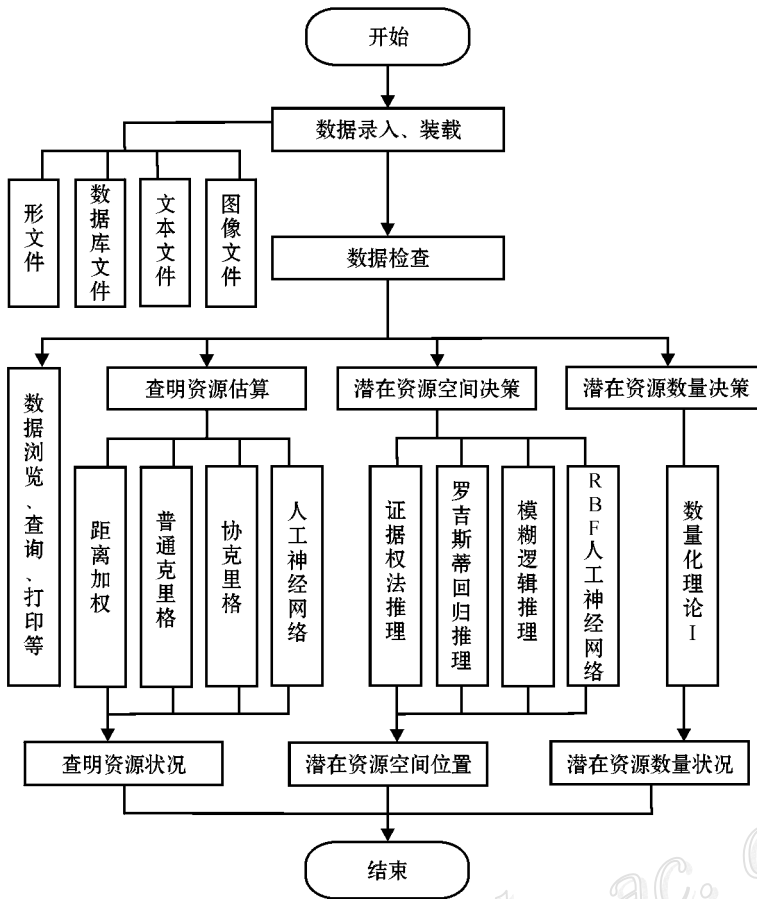 开始
数据录入、装载
形文件
数据库文件
文本文件
图像文件
数据检查
数据浏览、查询、打印等
查明资源估算
潜在资源空间决策
潜在资源数量决策
距离加权
普通克里格
协克里格
人工神经网络
证据权法推理
罗吉斯蒂回归推理
模糊逻辑推理
RBF人工神经网络
数量化理论Ⅰ
查明资源状况
潜在资源空间位置
潜在资源数量状况
结束